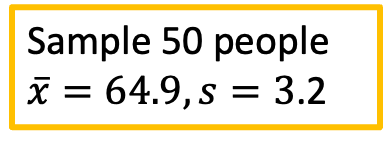 Sample 50 people
x̄ = 64.9, s = 3.2